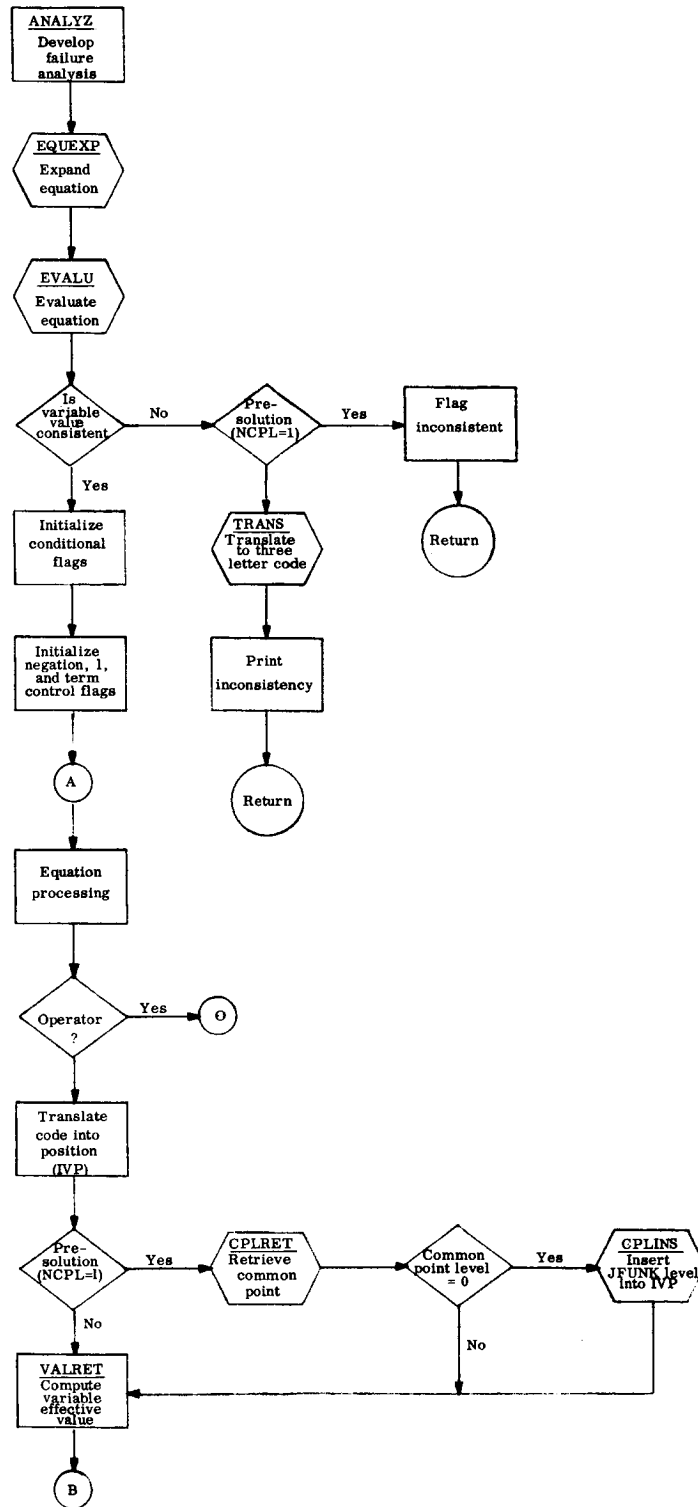 ANALYZ
Develop
failure
analysis
EQUEXP
Expand
equation
EVALU
Evaluate
equation
Is
variable
value
consistent
No
Pre-
solution
(NCPL=1)
Yes
Flag
inconsistent
Return
Yes
Initialize
conditional
flags
TRANS
Translate
to three
letter code
Initialize
negation, 1,
and term
control flags
Print
inconsistency
A
Return
Equation
processing
Operator
?
Yes
O
Translate
code into
position
(IVP)
Pre-
solution
(NCPL=1)
Yes
CPLRET
Retrieve
common
point
Common
point level
= 0
Yes
CPLINS
Insert
JFUNK level
into IVP
No
No
VALRET
Compute
variable
effective
value
B